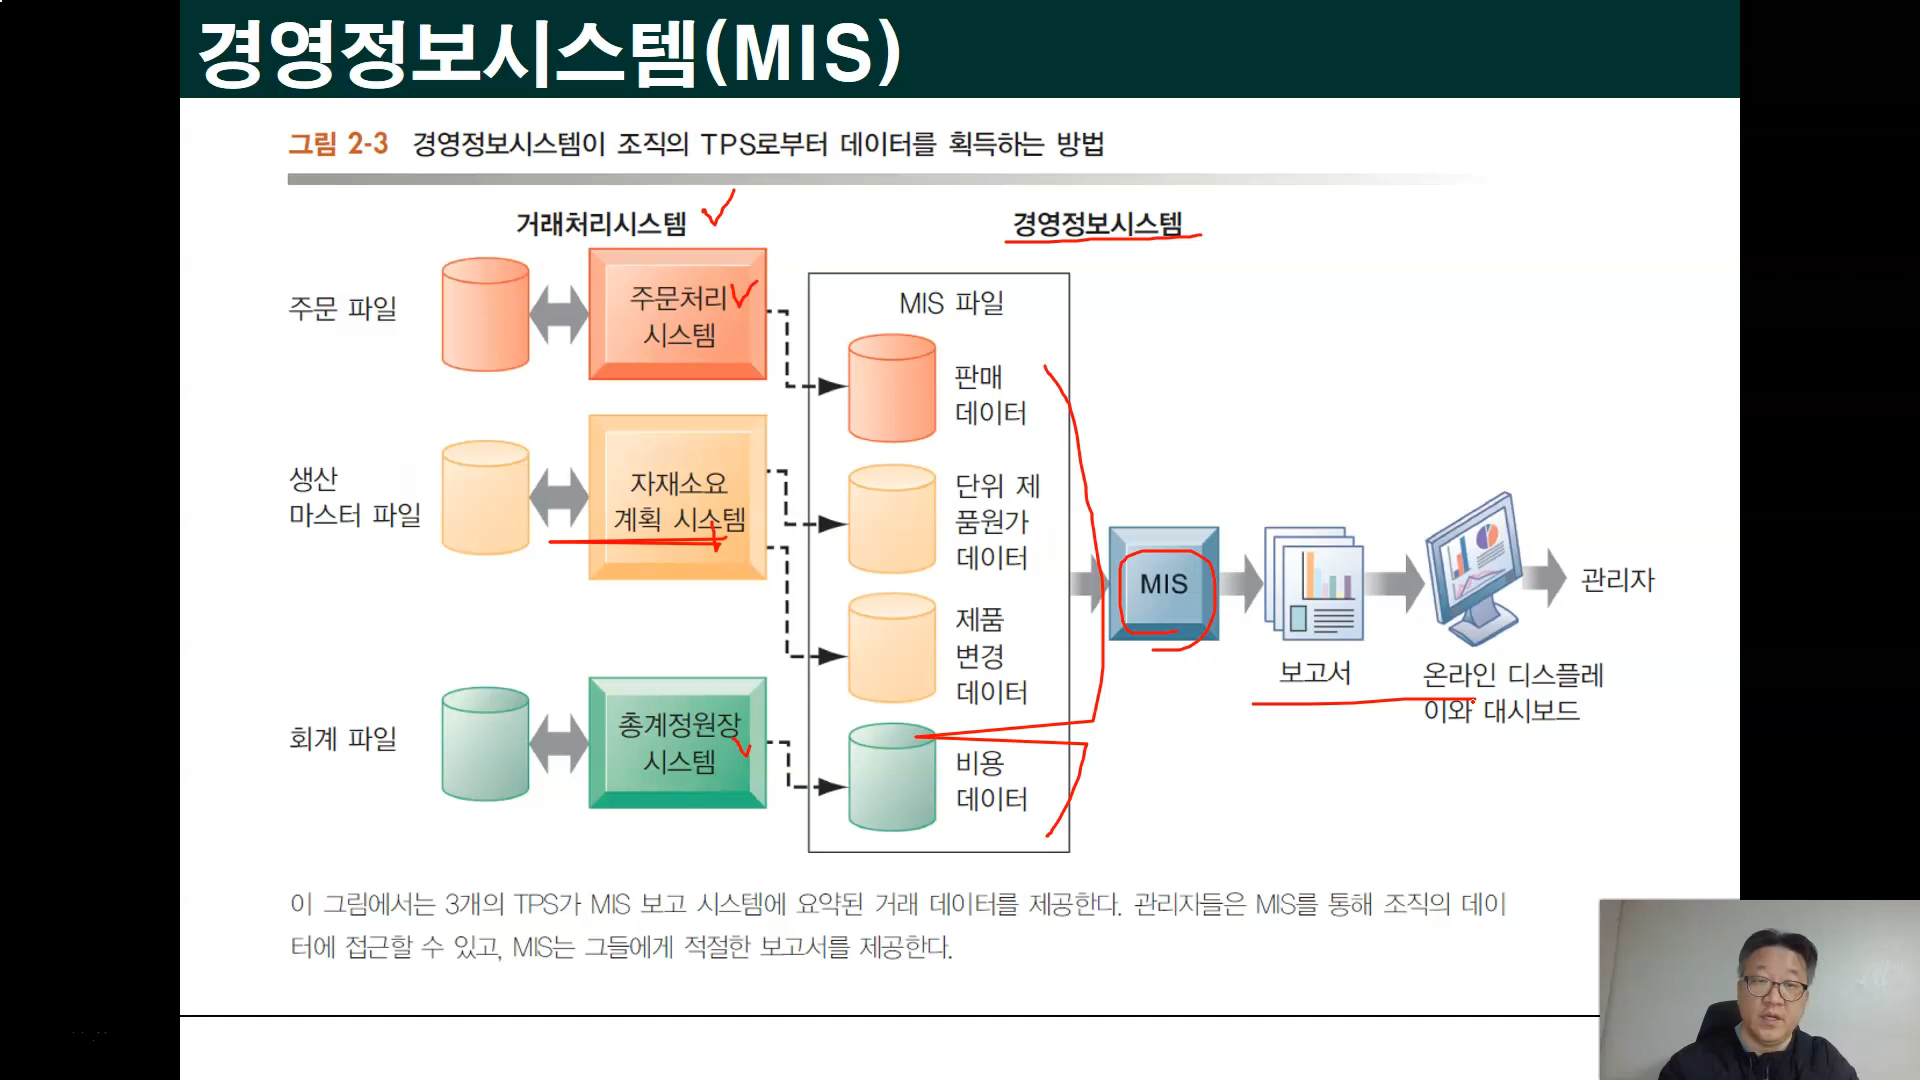 경영정보시스템(MIS)
그림 2-3 경영정보시스템이 조직의 TPS로부터 데이터를 획득하는 방법
거래처리시스템
경영정보시스템
주문 파일
주문처리
시스템
MIS 파일
판매
데이터
생산
마스터 파일
자재소요
계획 시스템
단위 제
품원가
데이터
제품
변경
데이터
MIS
보고서
온라인 디스플레
이와 대시보드
관리자
회계 파일
총계정원장
시스템
비용
데이터
이 그림에서는 3개의 TPS가 MIS 보고 시스템에 요약된 거래 데이터를 제공한다. 관리자들은 MIS를 통해 조직의 데이
터에 접근할 수 있고, MIS는 그들에게 적절한 보고서를 제공한다.